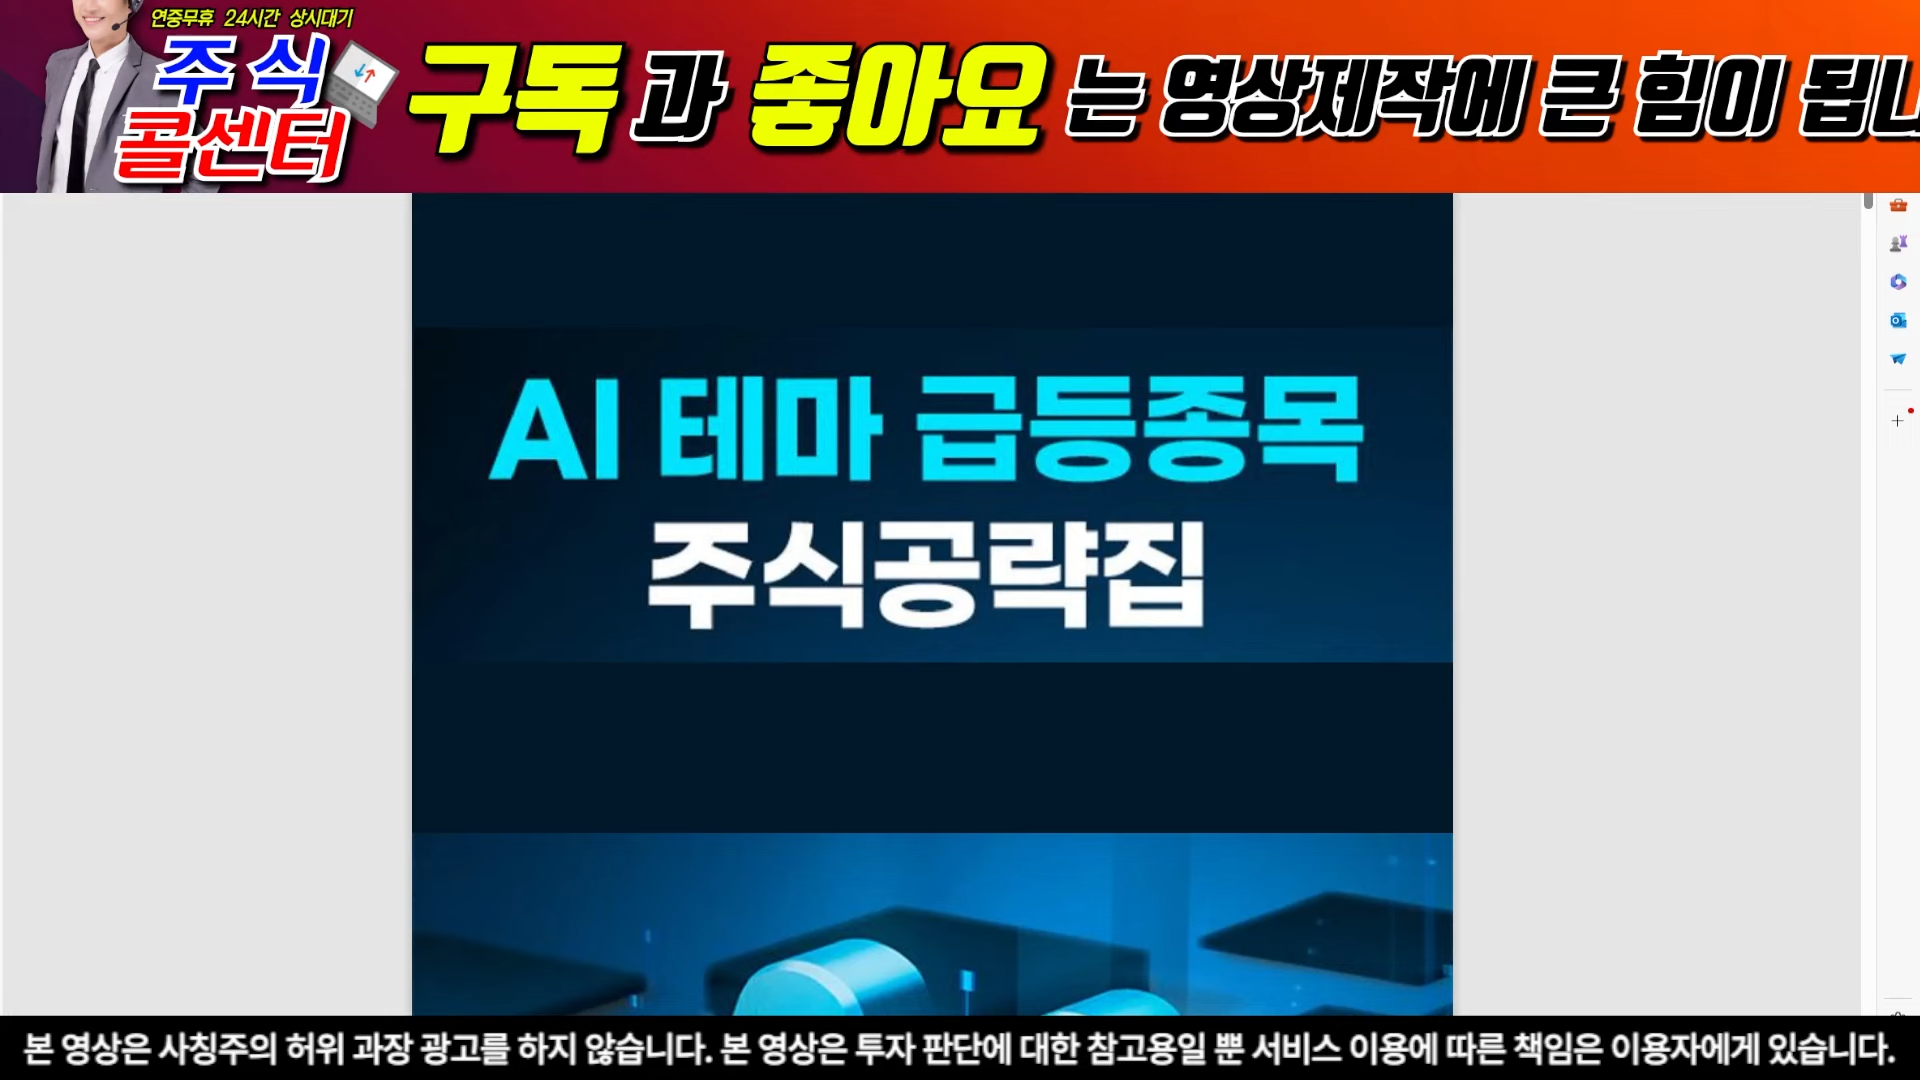 연중무휴 24시간 상시대기
주식
콜센터
구독과 좋아요는 영상제작에 큰 힘이 됩니
AI 테마 급등종목
주식공략집
본 영상은 사칭주의 허위 과장 광고를 하지 않습니다. 본 영상은 투자 판단에 대한 참고용일 뿐 서비스 이용에 따른 책임은 이용자에게 있습니다.